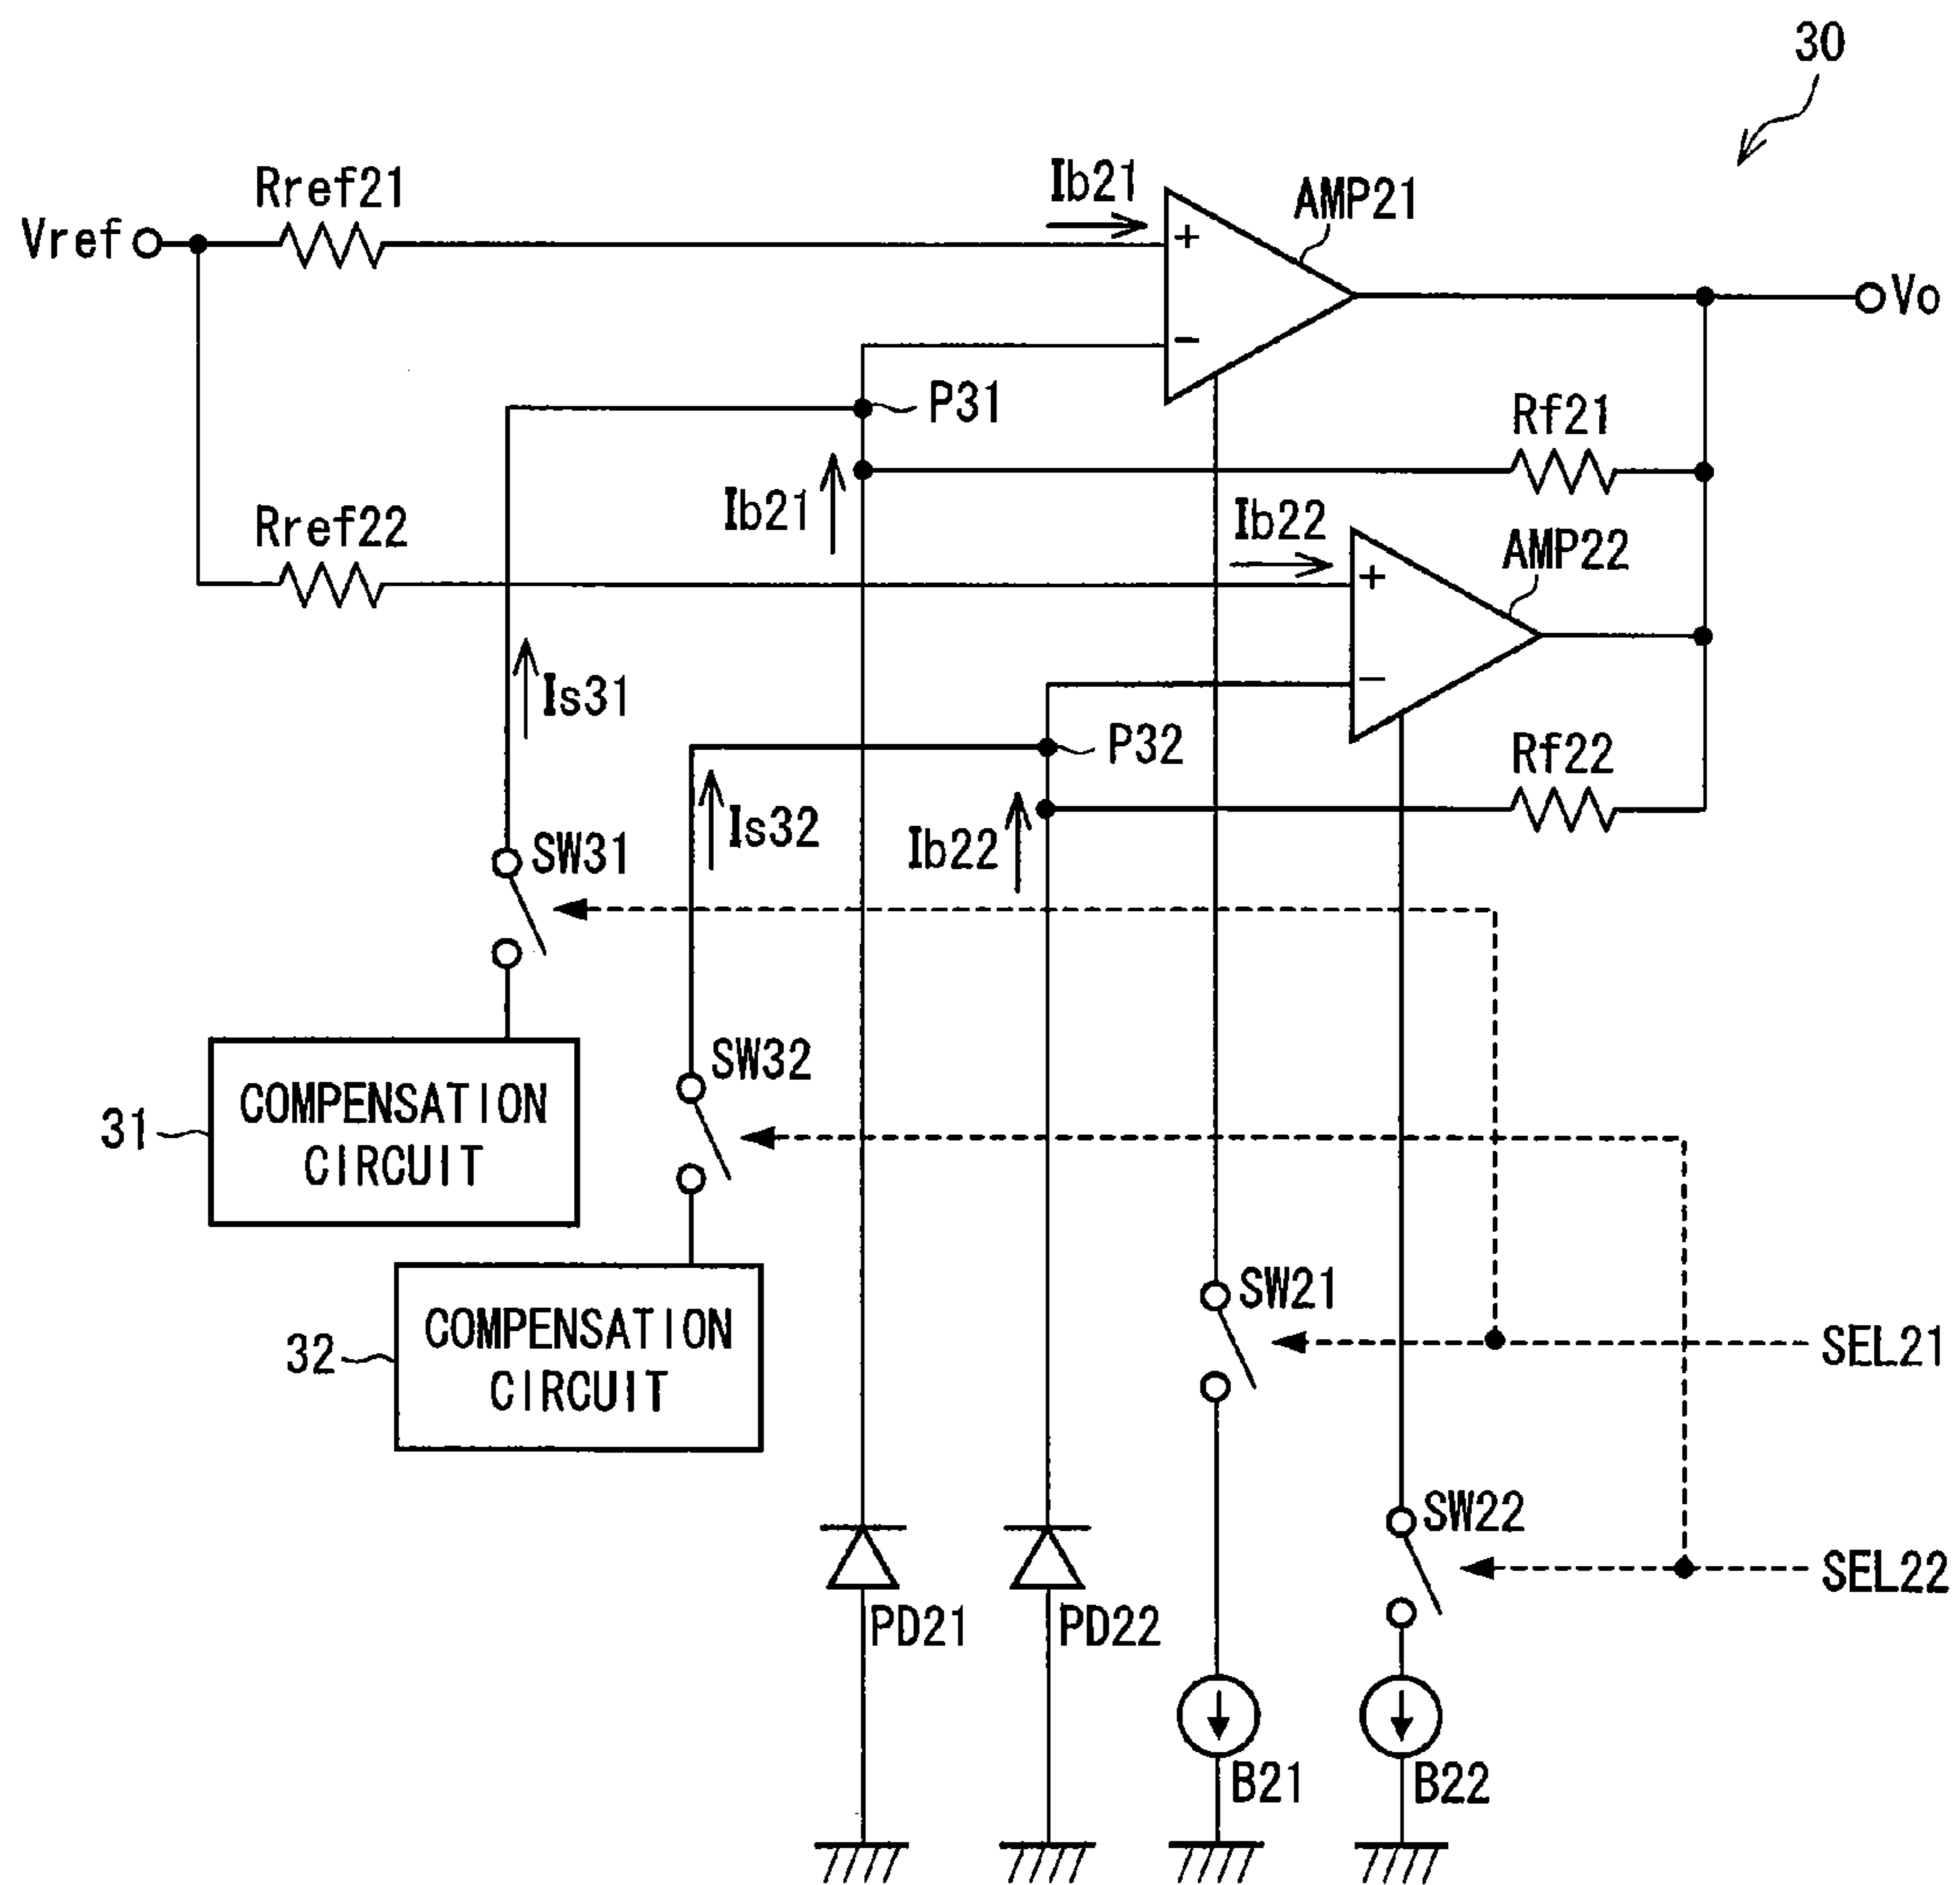 30
Rref21
Ib21
AMP21
Vref
+
Vo
-
P31
Rf21
Rref22
Ib21
Ib22
AMP22
+
Is31
-
P32
Rf22
Is32
Ib22
SW31
SW32
31
COMPENSATION
CIRCUIT
SW21
32
COMPENSATION
CIRCUIT
SEL21
SW22
SEL22
PD21
PD22
B21
B22